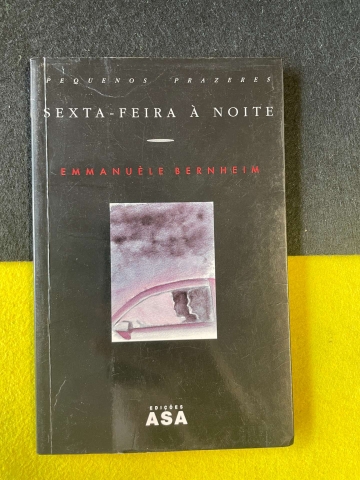 PEQUENOS PRAZERES
SEXTA-FEIRA À NOITE
EMMANUÈLE BERNHEIM
EDIÇÕES
ASA